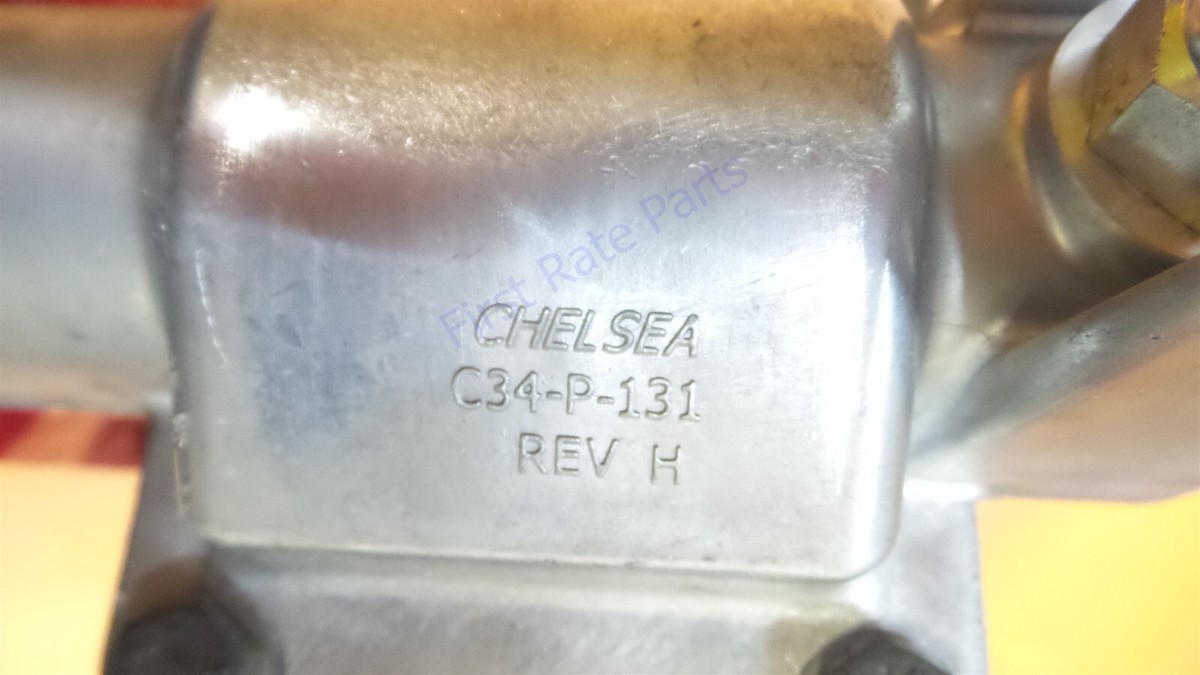 First Rate Parts
CHELSEA
C34-P-131
REV H